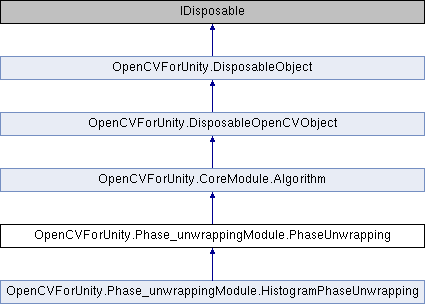 IDisposable
OpenCVForUnity.DisposableObject
OpenCVForUnity.DisposableOpenCVObject
OpenCVForUnity.CoreModule.Algorithm
OpenCVForUnity.Phase_unwrappingModule.PhaseUnwrapping
OpenCVForUnity.Phase_unwrappingModule.HistogramPhaseUnwrapping